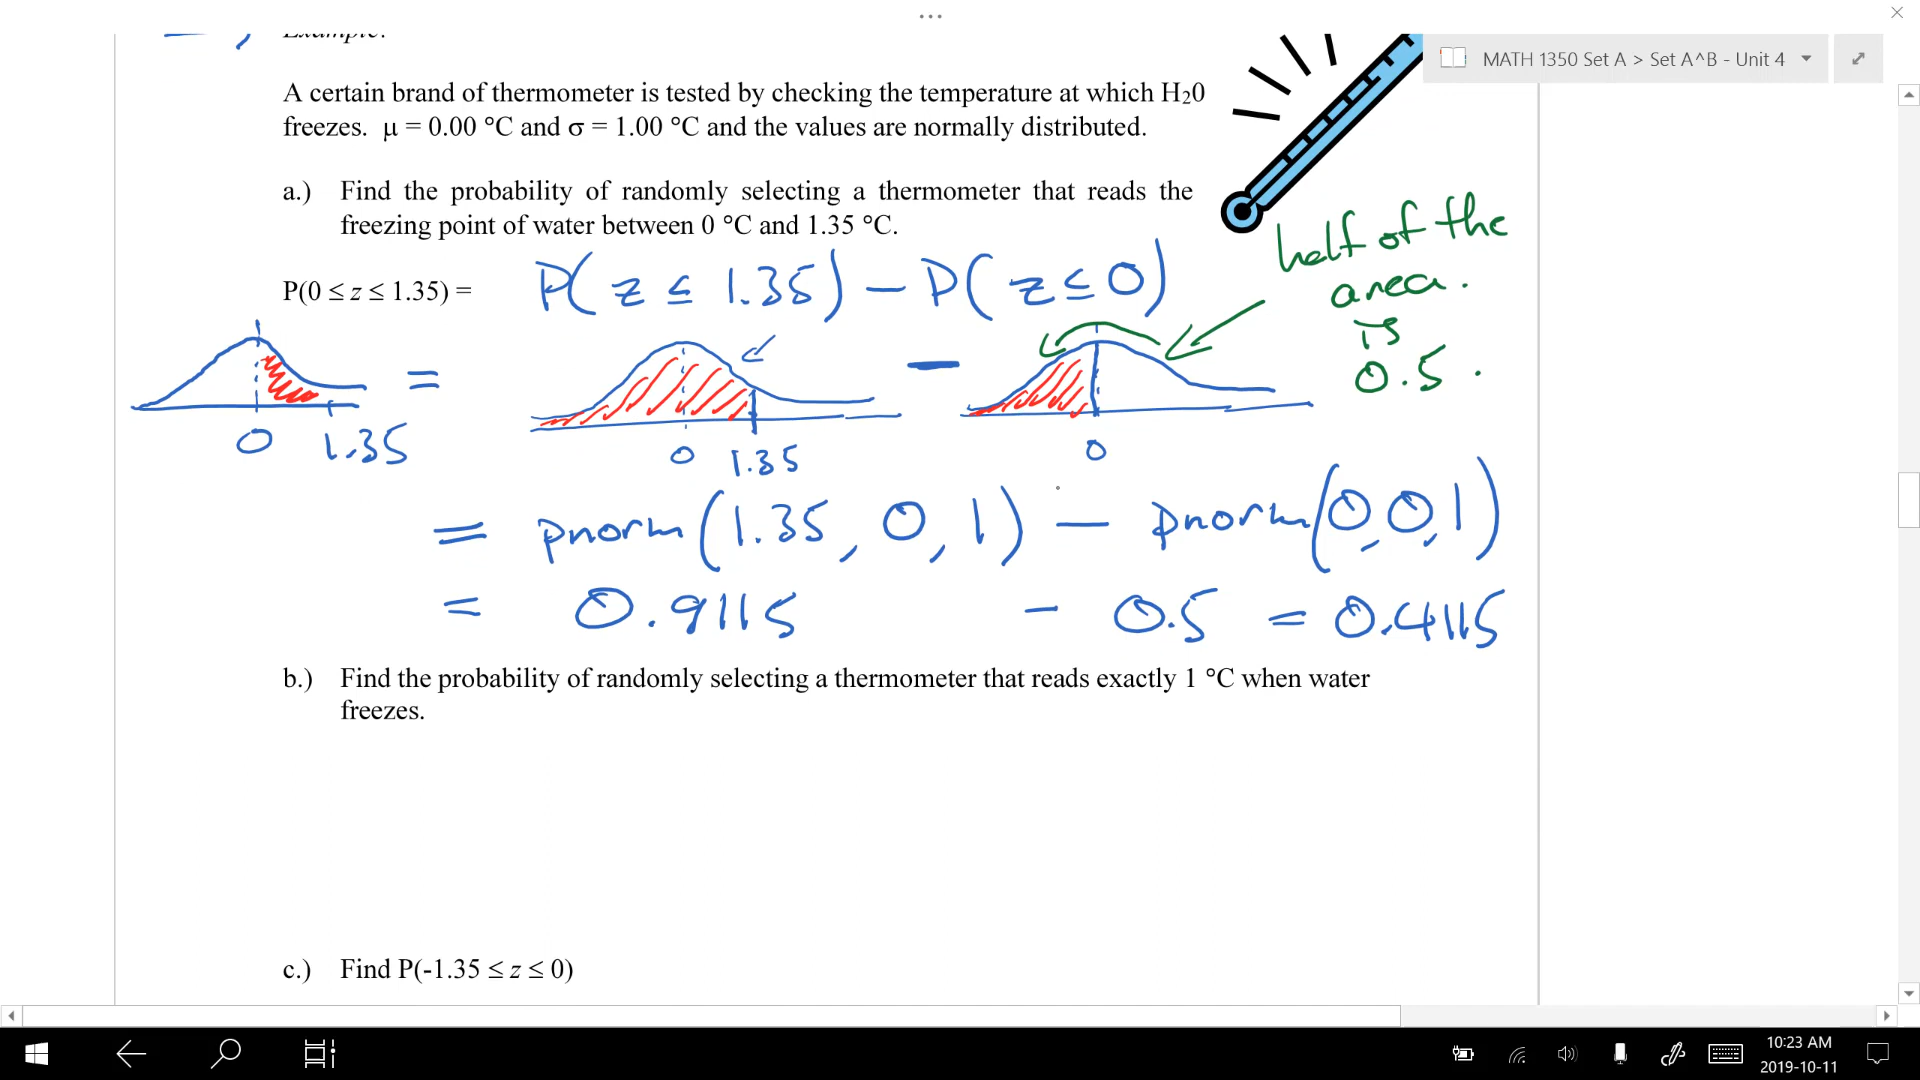 Example:
MATH 1350 Set A > Set A^B - Unit 4
A certain brand of thermometer is tested by checking the temperature at which H20
freezes. μ = 0.00 °C and σ = 1.00 °C and the values are normally distributed.
a.) Find the probability of randomly selecting a thermometer that reads the
freezing point of water between 0 °C and 1.35 °C.
half of the
area.
is
0.5.
P(0 ≤ z ≤ 1.35) = P(z ≤ 1.35) - P(z ≤ 0)
= -
0 1.35 0 1.35 0
= pnorm(1.35, 0, 1) - pnorm(0,0,1)
= 0.9115 - 0.5 = 0.4115
b.) Find the probability of randomly selecting a thermometer that reads exactly 1 °C when water
freezes.
c.) Find P(-1.35 ≤ z ≤ 0)
10:23 AM
2019-10-11